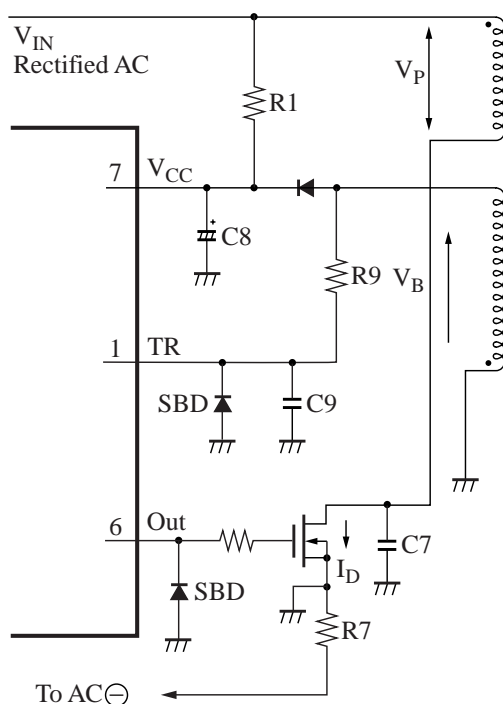 V_IN
Rectified AC
V_P
R1
7
V_CC
+
C8
R9
V_B
1
TR
SBD
C9
6
Out
SBD
I_D
C7
R7
To AC⊖